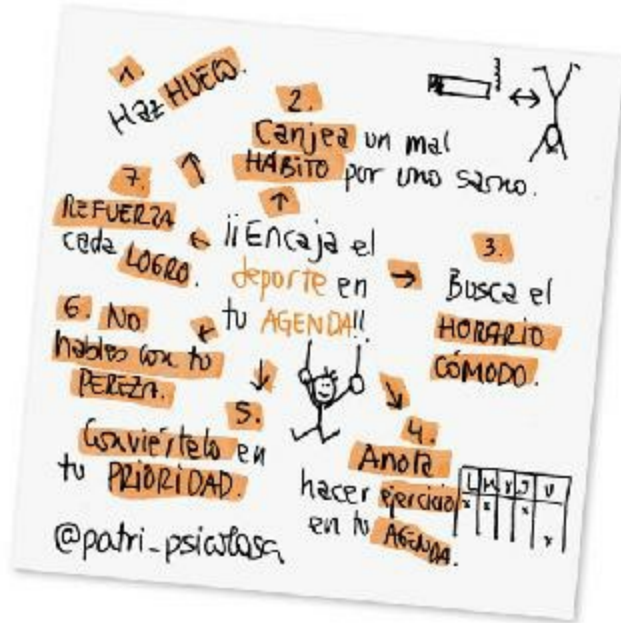 1.
Haz HUECO.
2.
Canjea un mal
HÁBITO por uno sano.
¡¡Encaja el
deporte en
tu AGENDA!!
3.
Busca el
HORARIO
CÓMODO.
4.
Anota
hacer ejercicio
en tu AGENDA.
L M X J V
x x x
x
5.
Conviértelo en
tu PRIORIDAD.
6. No
hables con tu
PEREZA.
7.
REFUERZA
cada LOGRO.
@patri_psicologa